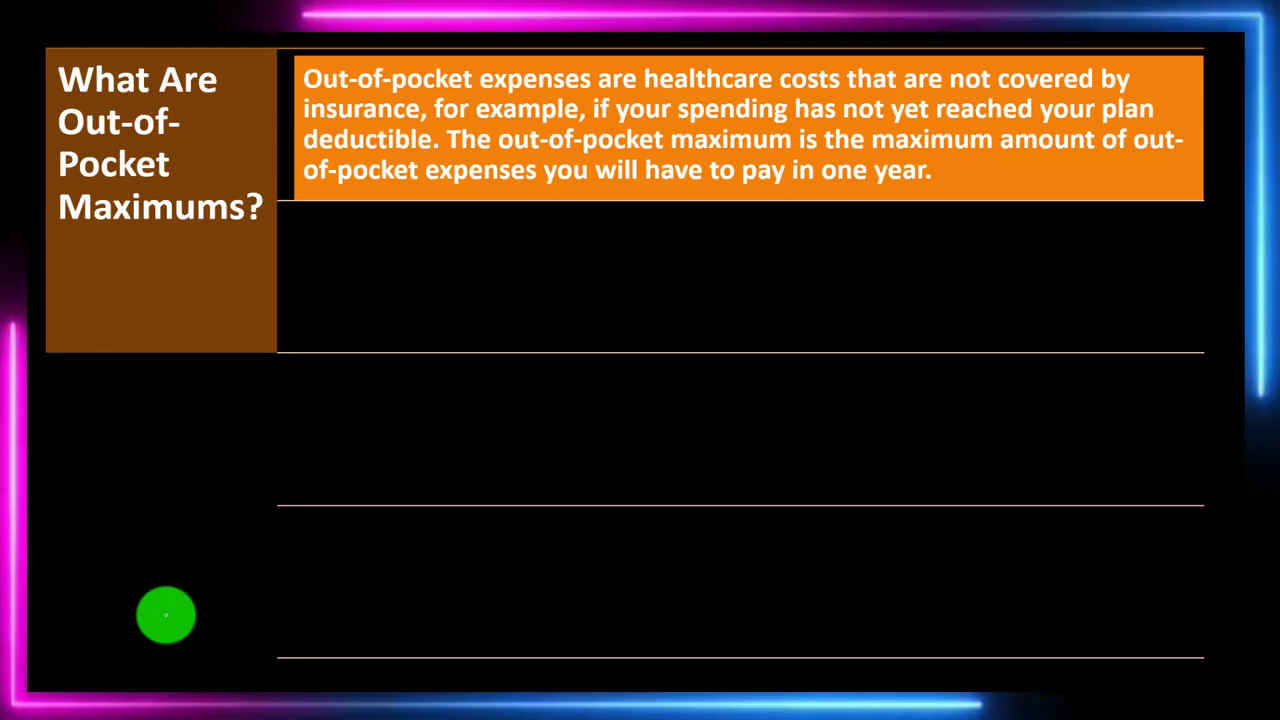 What Are
Out-of-
Pocket
Maximums?
Out-of-pocket expenses are healthcare costs that are not covered by
insurance, for example, if your spending has not yet reached your plan
deductible. The out-of-pocket maximum is the maximum amount of out-
of-pocket expenses you will have to pay in one year.